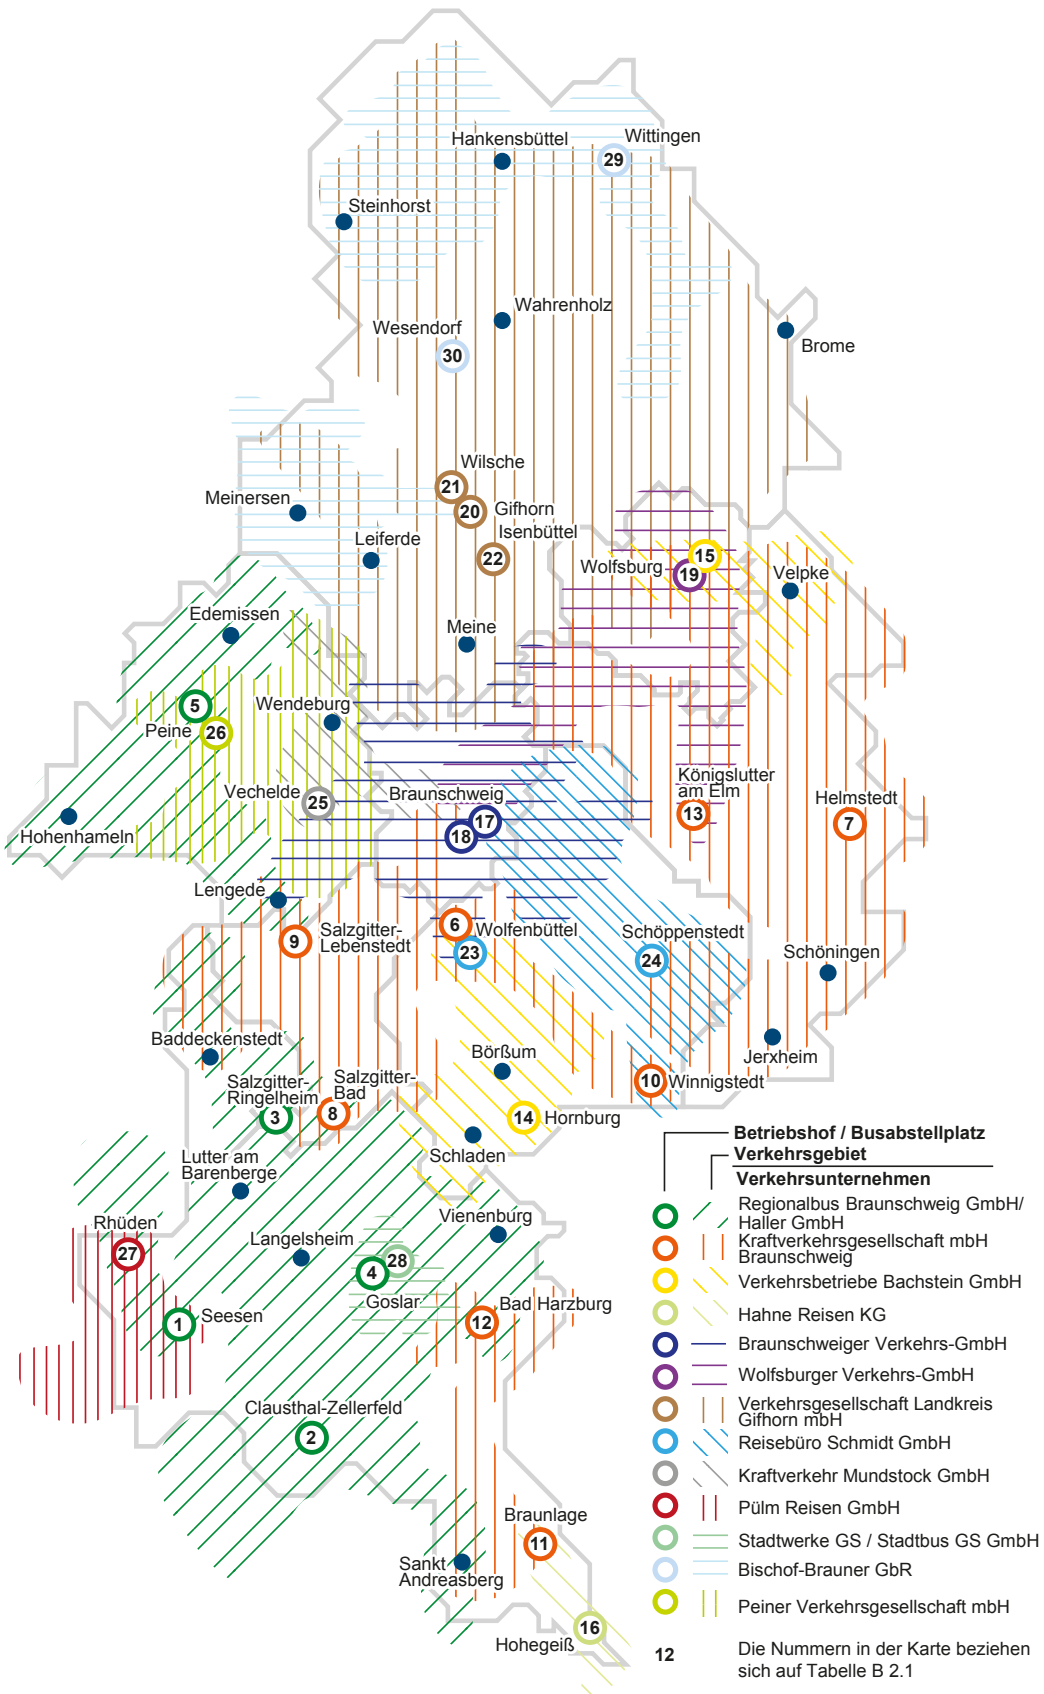 Wittingen
Hankensbüttel
29
Steinhorst
Wahrenholz
Wesendorf
30
Brome
Wilsche
21
Meinersen
20
Gifhorn
Isenbüttel
Leiferde
22
15
Wolfsburg
19
Velpke
Edemissen
Meine
5
Wendeburg
Peine
26
Königslutter
am Elm
Vechelde
25
Braunschweig
13
Helmstedt
7
17
18
Hohenhameln
Lengede
6
Salzgitter-
Lebenstedt
9
Wolfenbüttel
Schöppenstedt
23
24
Schöningen
Baddeckenstedt
Börßum
Jerxheim
Salzgitter-
Ringelheim
Salzgitter-
Bad
10
Winnigstedt
3
8
14
Hornburg
Lutter am
Barenberge
Schladen
Rhüden
Vienenburg
27
Langelsheim
28
4
Goslar
Bad Harzburg
Seesen
1
12
Clausthal-Zellerfeld
2
Braunlage
11
Sankt
Andreasberg
16
Hohegeiß
Betriebshof / Busabstellplatz
Verkehrsgebiet
Verkehrsunternehmen
Regionalbus Braunschweig GmbH/
Haller GmbH
Kraftverkehrsgesellschaft mbH
Braunschweig
Verkehrsbetriebe Bachstein GmbH
Hahne Reisen KG
Braunschweiger Verkehrs-GmbH
Wolfsburger Verkehrs-GmbH
Verkehrsgesellschaft Landkreis
Gifhorn mbH
Reisebüro Schmidt GmbH
Kraftverkehr Mundstock GmbH
Pülm Reisen GmbH
Stadtwerke GS / Stadtbus GS GmbH
Bischof-Brauner GbR
Peiner Verkehrsgesellschaft mbH
12 Die Nummern in der Karte beziehen
sich auf Tabelle B 2.1